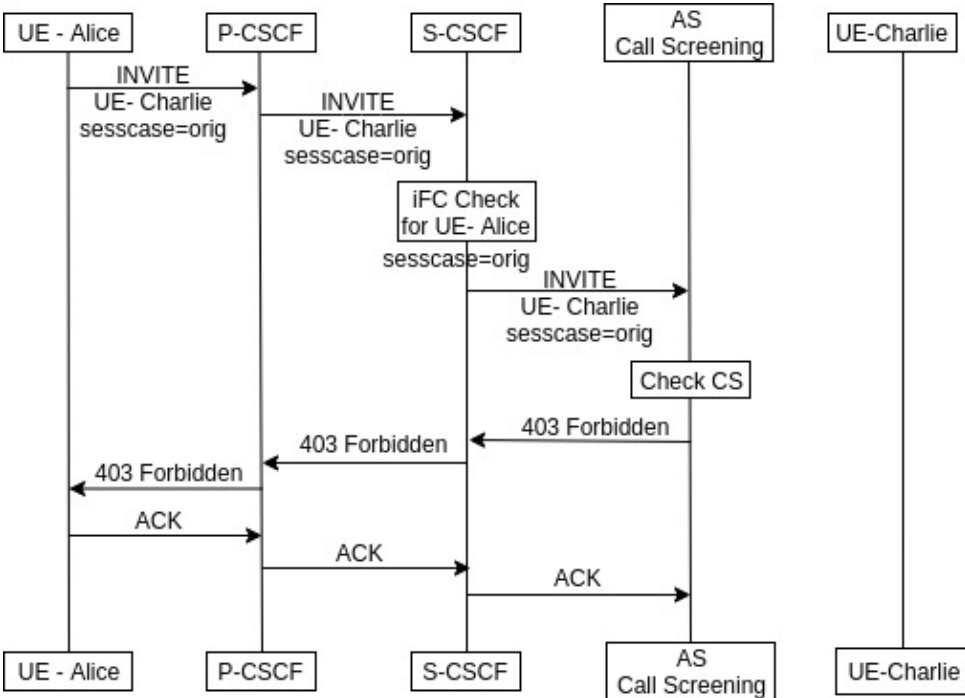 UE - Alice
P-CSCF
S-CSCF
AS
Call Screening
UE-Charlie
INVITE
UE- Charlie
sesscase=orig
INVITE
UE- Charlie
sesscase=orig
iFC Check
for UE- Alice
sesscase=orig
INVITE
UE- Charlie
sesscase=orig
Check CS
403 Forbidden
403 Forbidden
403 Forbidden
ACK
ACK
ACK
UE - Alice
P-CSCF
S-CSCF
AS
Call Screening
UE-Charlie